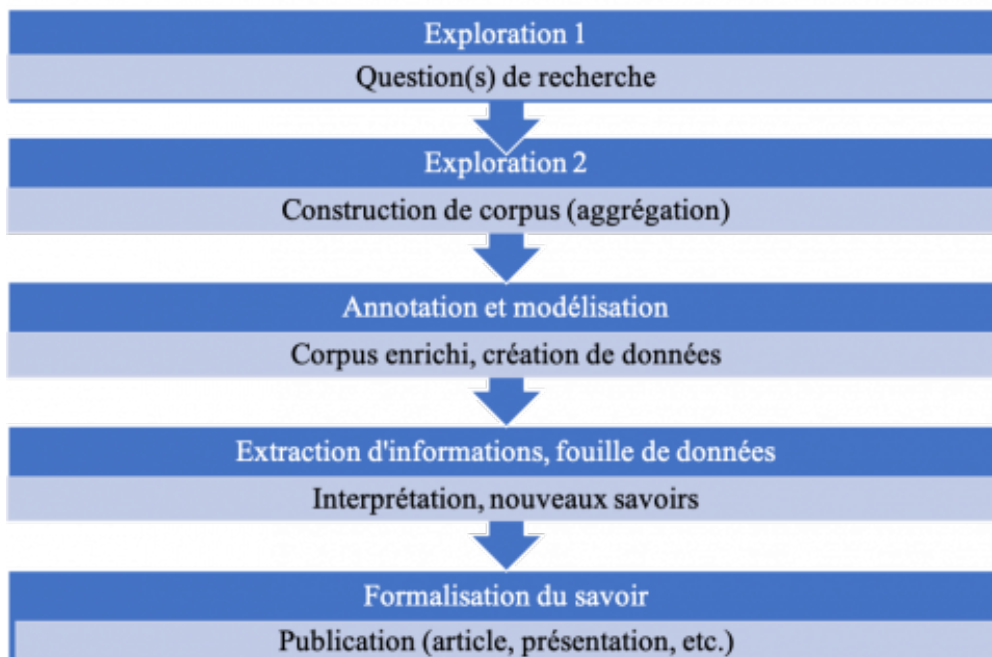 Exploration 1
Question(s) de recherche
Exploration 2
Construction de corpus (aggrégation)
Annotation et modélisation
Corpus enrichi, création de données
Extraction d'informations, fouille de données
Interprétation, nouveaux savoirs
Formalisation du savoir
Publication (article, présentation, etc.)